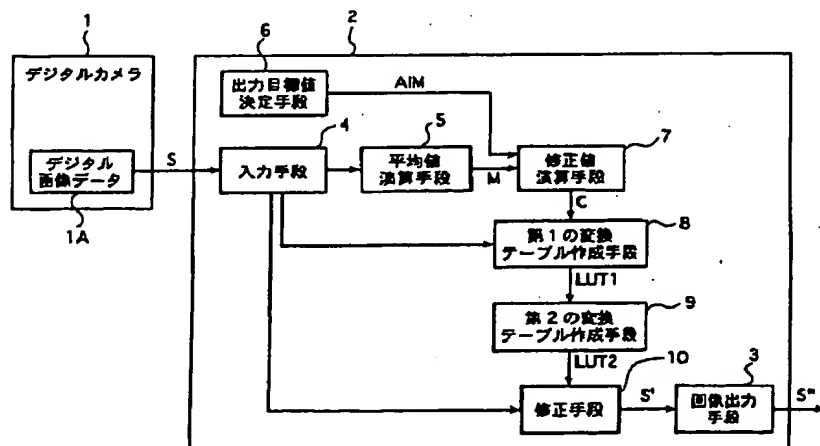 1
デジタルカメラ
デジタル
画像データ
1A
S
2
6
出力目標値
決定手段
AIM
4
入力手段
5
平均値
演算手段
M
7
修正値
演算手段
C
8
第1の変換
テーブル作成手段
LUT1
9
第2の変換
テーブル作成手段
LUT2
10
修正手段
S'
3
画像出力
手段
S"